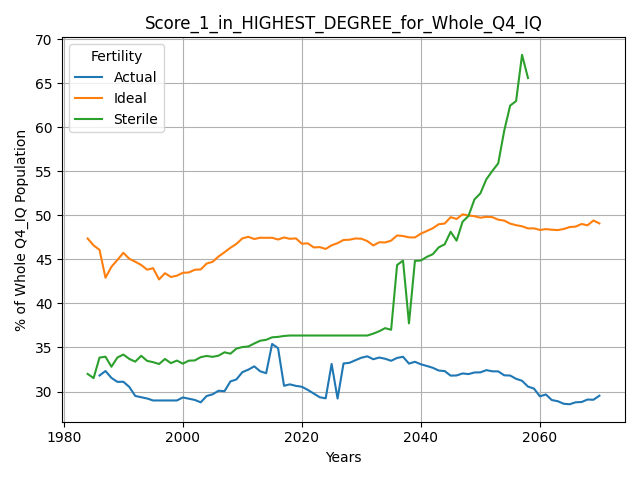 Score_1_in_HIGHEST_DEGREE_for_Whole_Q4_IQ
% of Whole Q4_IQ Population
70
65
60
55
50
45
40
35
30
Fertility
Actual
Ideal
Sterile
1980 2000 2020 2040 2060
Years